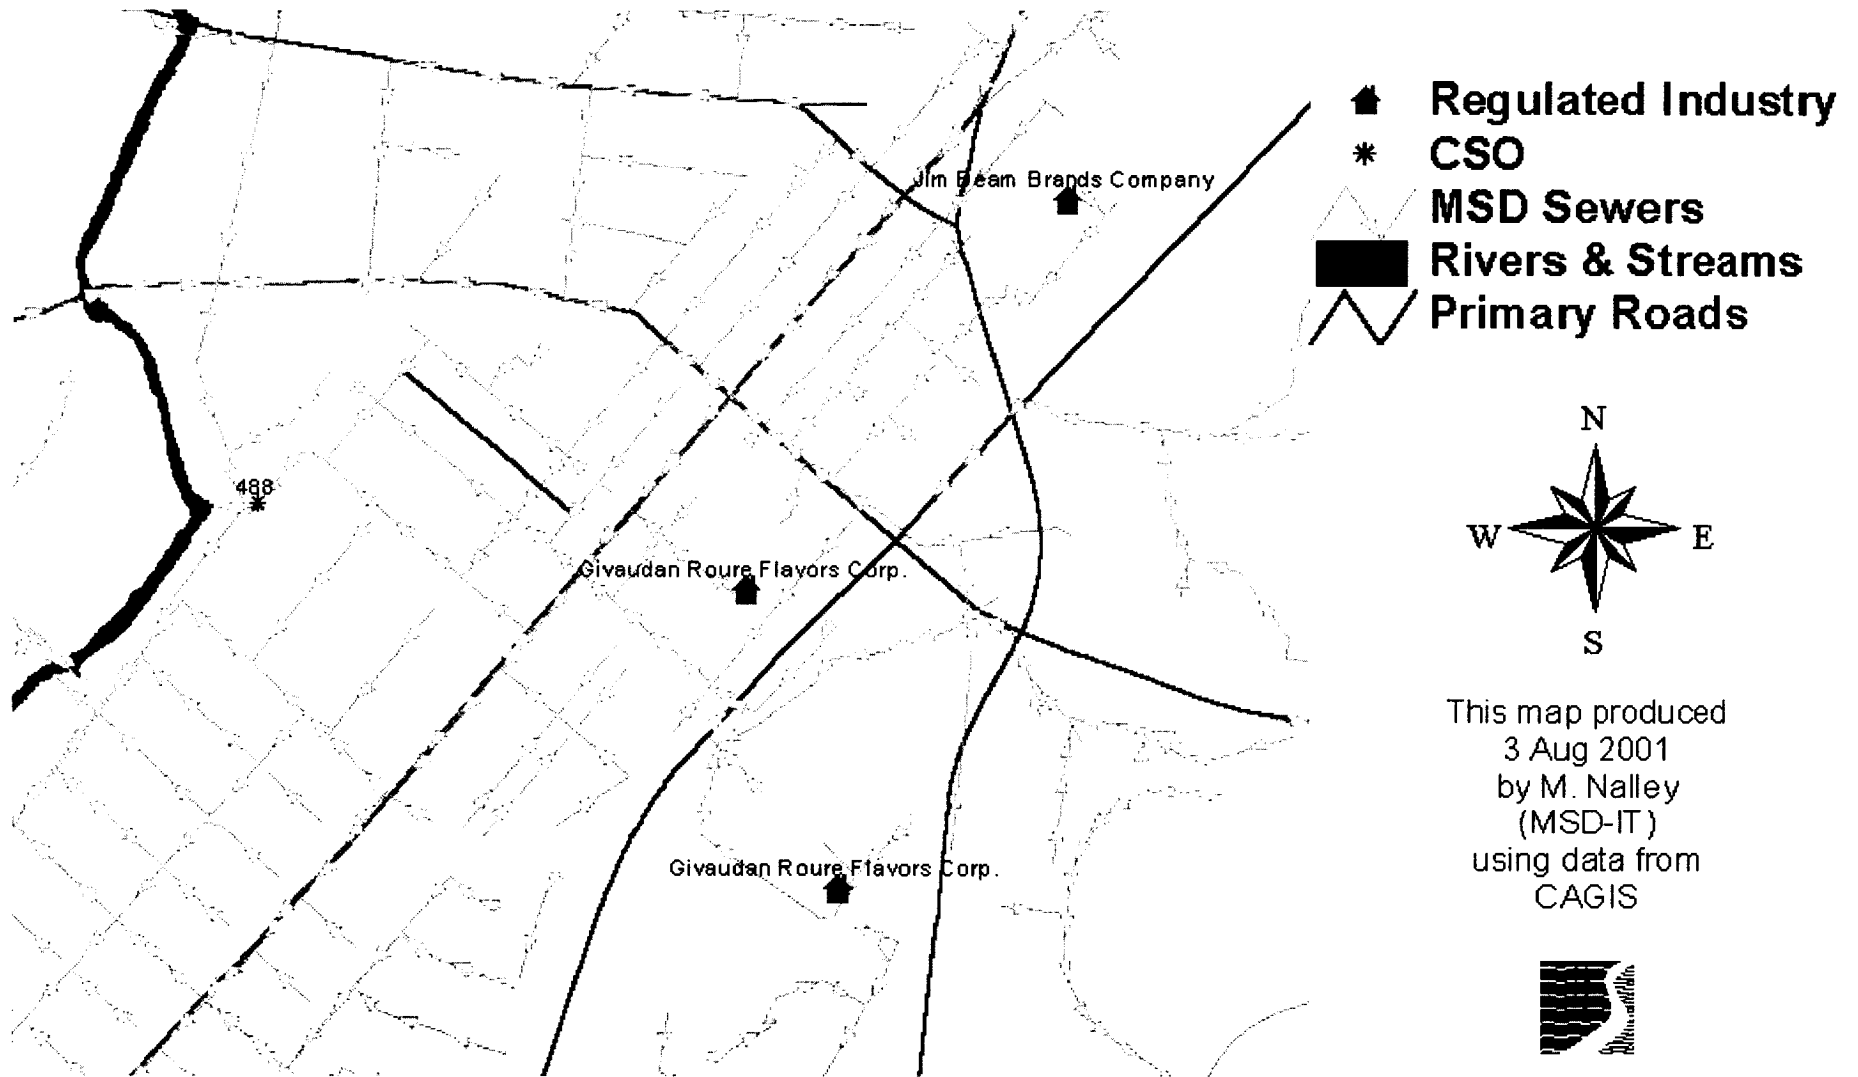 Regulated Industry
CSO
MSD Sewers
Rivers & Streams
Primary Roads
Jim Beam Brands Company
488
Givaudan Roure Flavors Corp.
Givaudan Roure Flavors Corp.
N
W E
S
This map produced
3 Aug 2001
by M. Nalley
(MSD-IT)
using data from
CAGIS